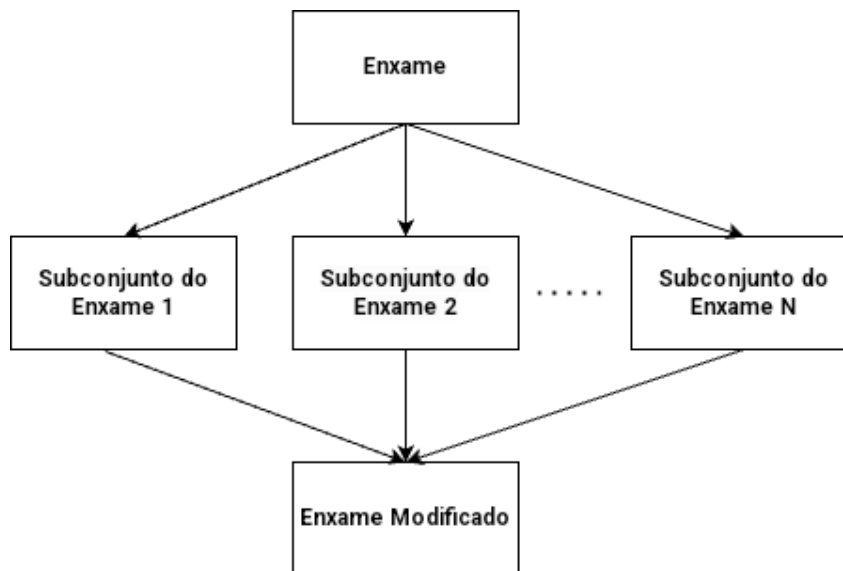 Enxame
Subconjunto do
Enxame 1
Subconjunto do
Enxame 2
.....
Subconjunto do
Enxame N
Enxame Modificado